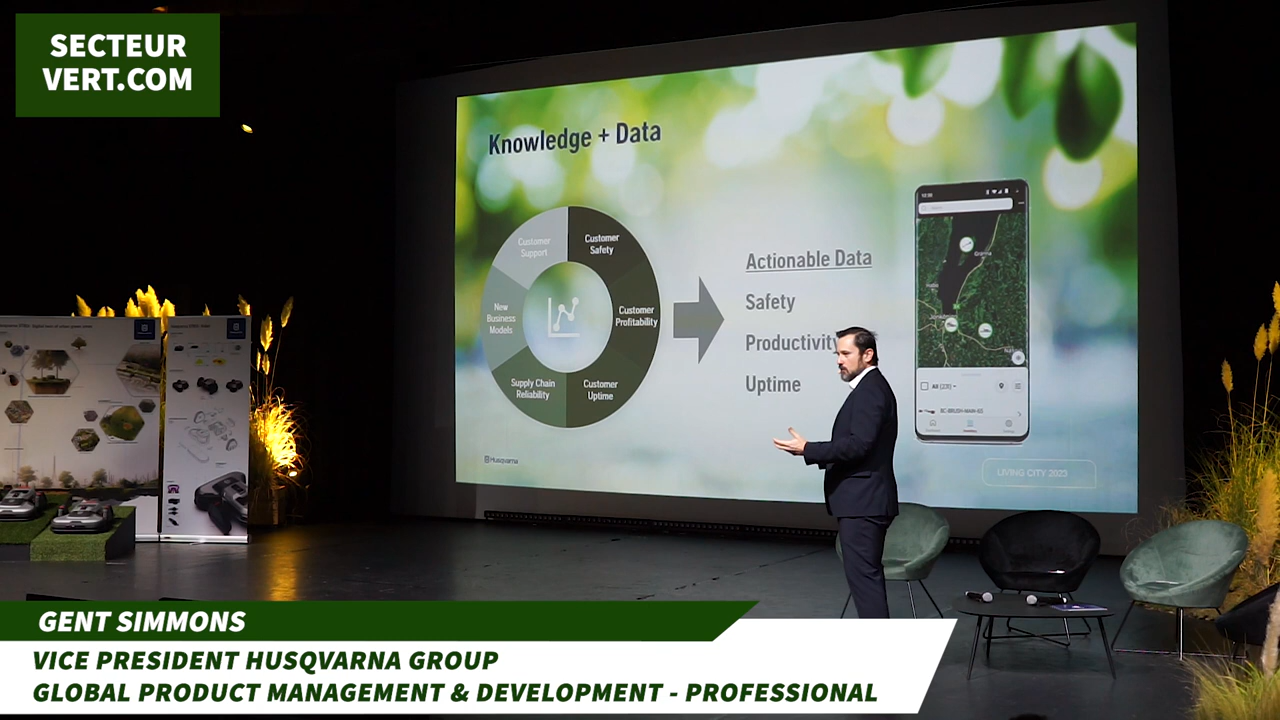 SECTEUR
VERT.COM
Knowledge + Data
Customer
Support
Customer
Safety
New
Business
Models
Customer
Profitability
Supply Chain
Reliability
Customer
Uptime
Actionable Data
Safety
Productivity
Uptime
All
Husqvarna
LIVING CITY 2023
GENT SIMMONS
VICE PRESIDENT HUSQVARNA GROUP
GLOBAL PRODUCT MANAGEMENT & DEVELOPMENT - PROFESSIONAL